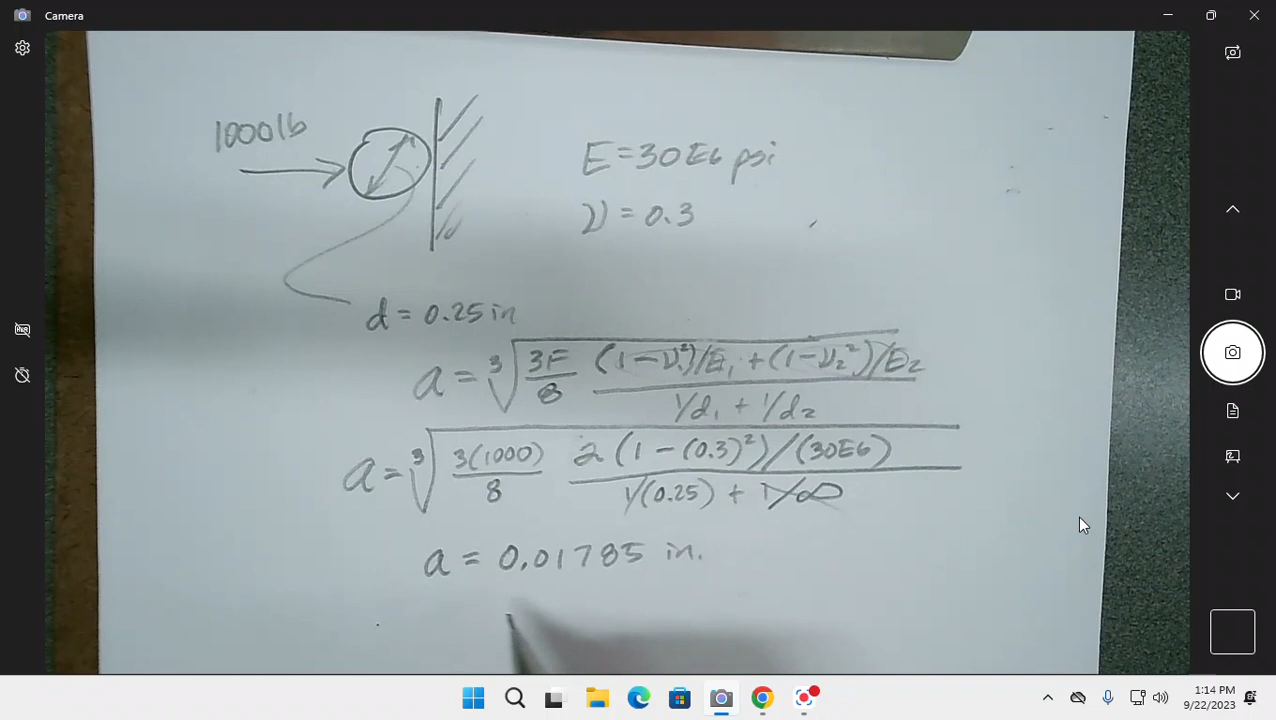 Camera
1000lb
E=30E6 psi
ν = 0.3
d = 0.25in
a = ∛(3F/8 ((1-ν₁²)/E₁ + (1-ν₂²)/E₂)/(1/d₁ + 1/d₂))
a = ∛(3(1000)/8 2(1-(0.3)²)/(30E6)/(1/(0.25) + 1/∞))
a = 0.01785 in.
1:14 PM
9/22/2023